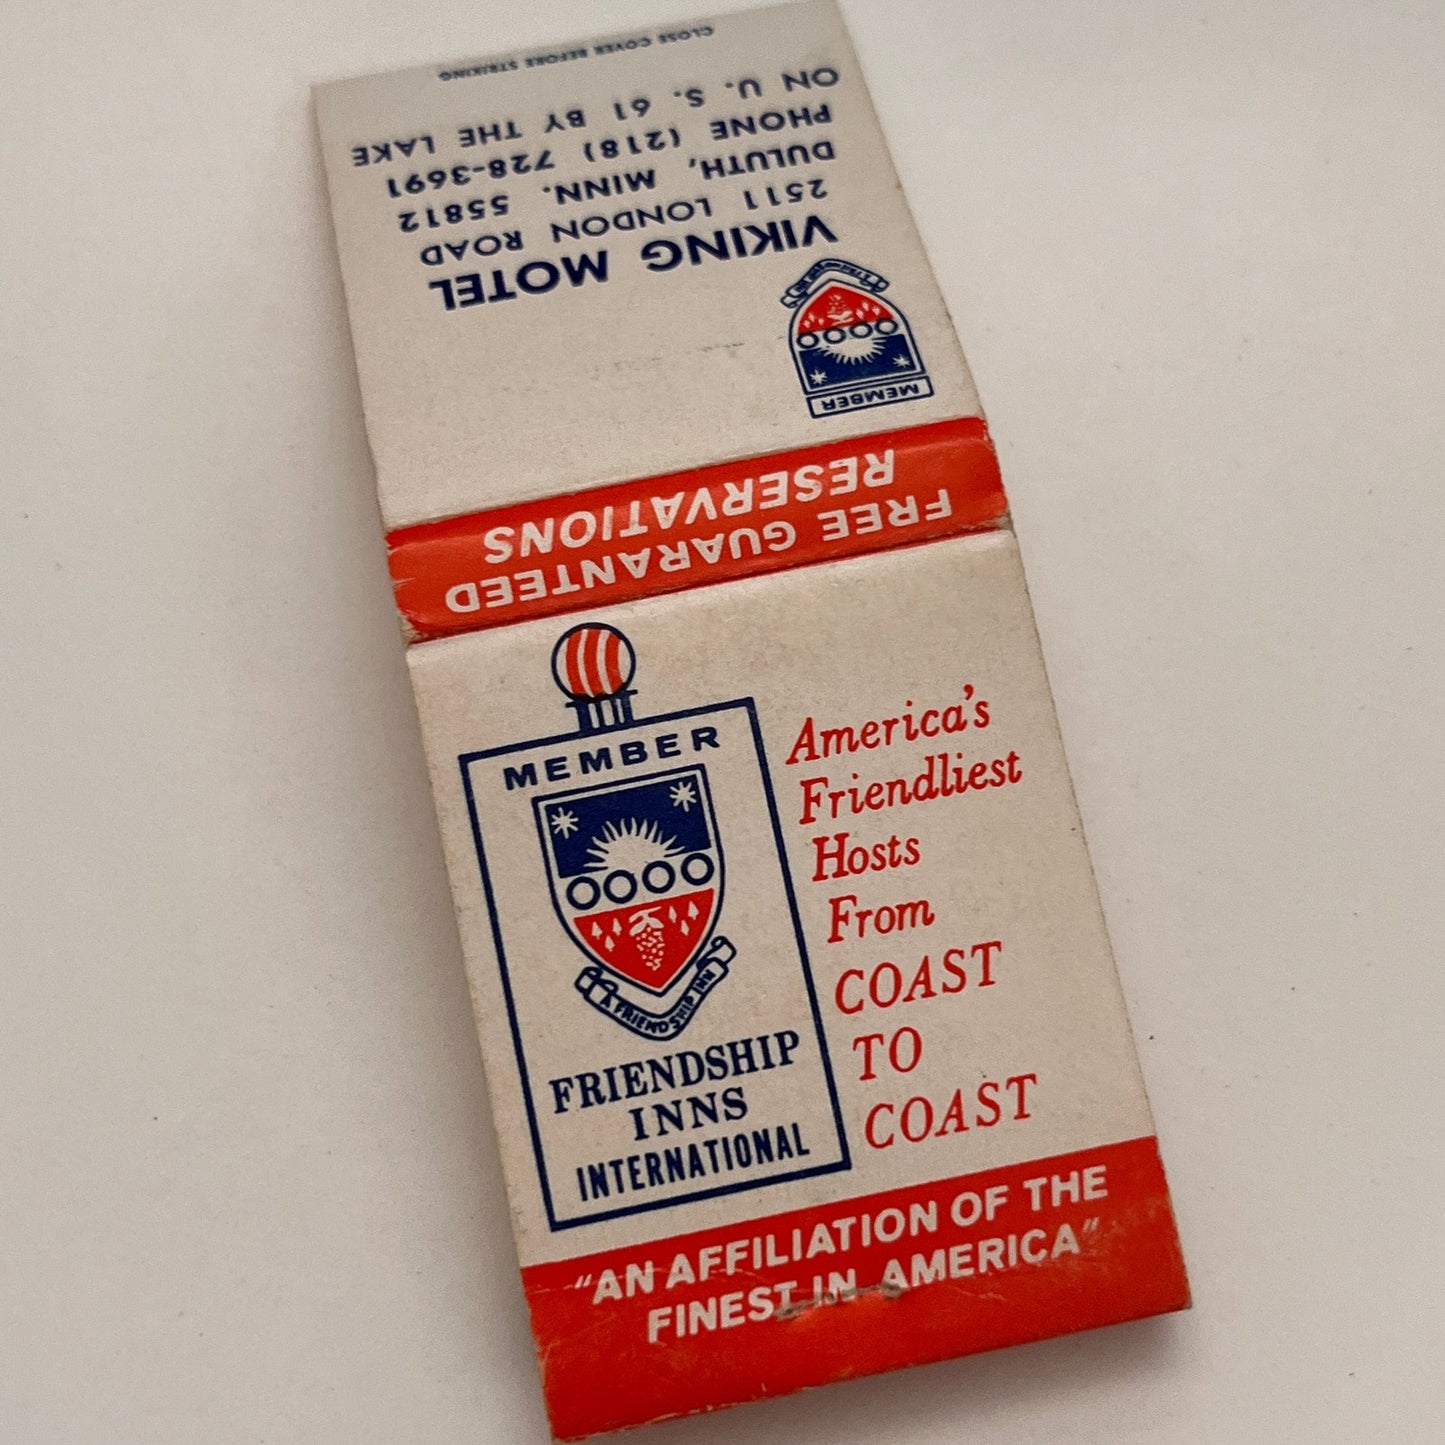 CLOSE COVER BEFORE STRIKING
ON U. S. 61 BY THE LAKE
PHONE (218) 728-3691
DULUTH, MINN. 55812
2511 LONDON ROAD
VIKING MOTEL
MEMBER
FREE GUARANTEED
RESERVATIONS
MEMBER
A FRIENDSHIP INN
FRIENDSHIP
INNS
INTERNATIONAL
America's
Friendliest
Hosts
From
COAST
TO
COAST
"AN AFFILIATION OF THE
FINEST IN AMERICA"